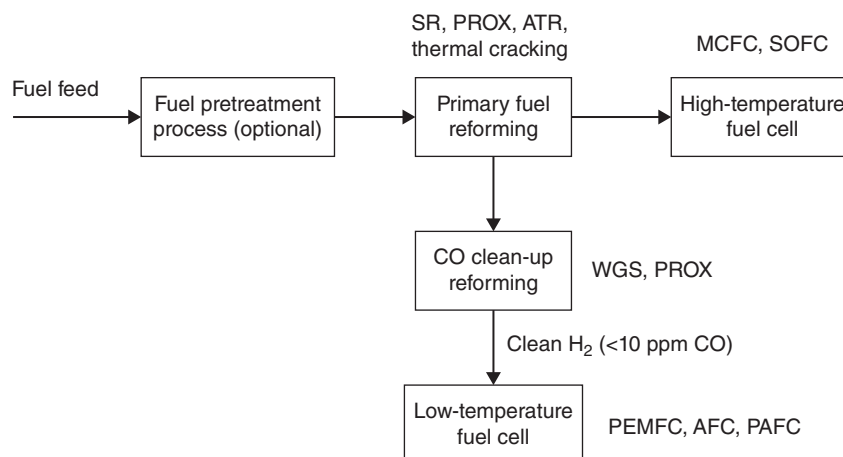 SR, PROX, ATR,
thermal cracking
MCFC, SOFC
Fuel feed
Fuel pretreatment
process (optional)
Primary fuel
reforming
High-temperature
fuel cell
CO clean-up
reforming
WGS, PROX
Clean H₂ (<10 ppm CO)
Low-temperature
fuel cell
PEMFC, AFC, PAFC